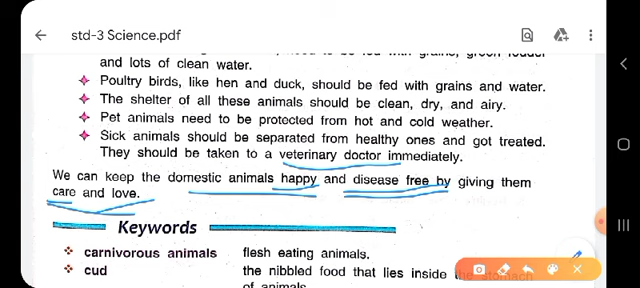 std-3 Science.pdf
and lots of clean water.
Poultry birds, like hen and duck, should be fed with grains and water.
The shelter of all these animals should be clean, dry, and airy.
Pet animals need to be protected from hot and cold weather.
Sick animals should be separated from healthy ones and got treated.
They should be taken to a veterinary doctor immediately.
We can keep the domestic animals happy and disease free by giving them
care and love.
Keywords
carnivorous animals flesh eating animals.
cud the nibbled food that lies inside the stomach
of animals